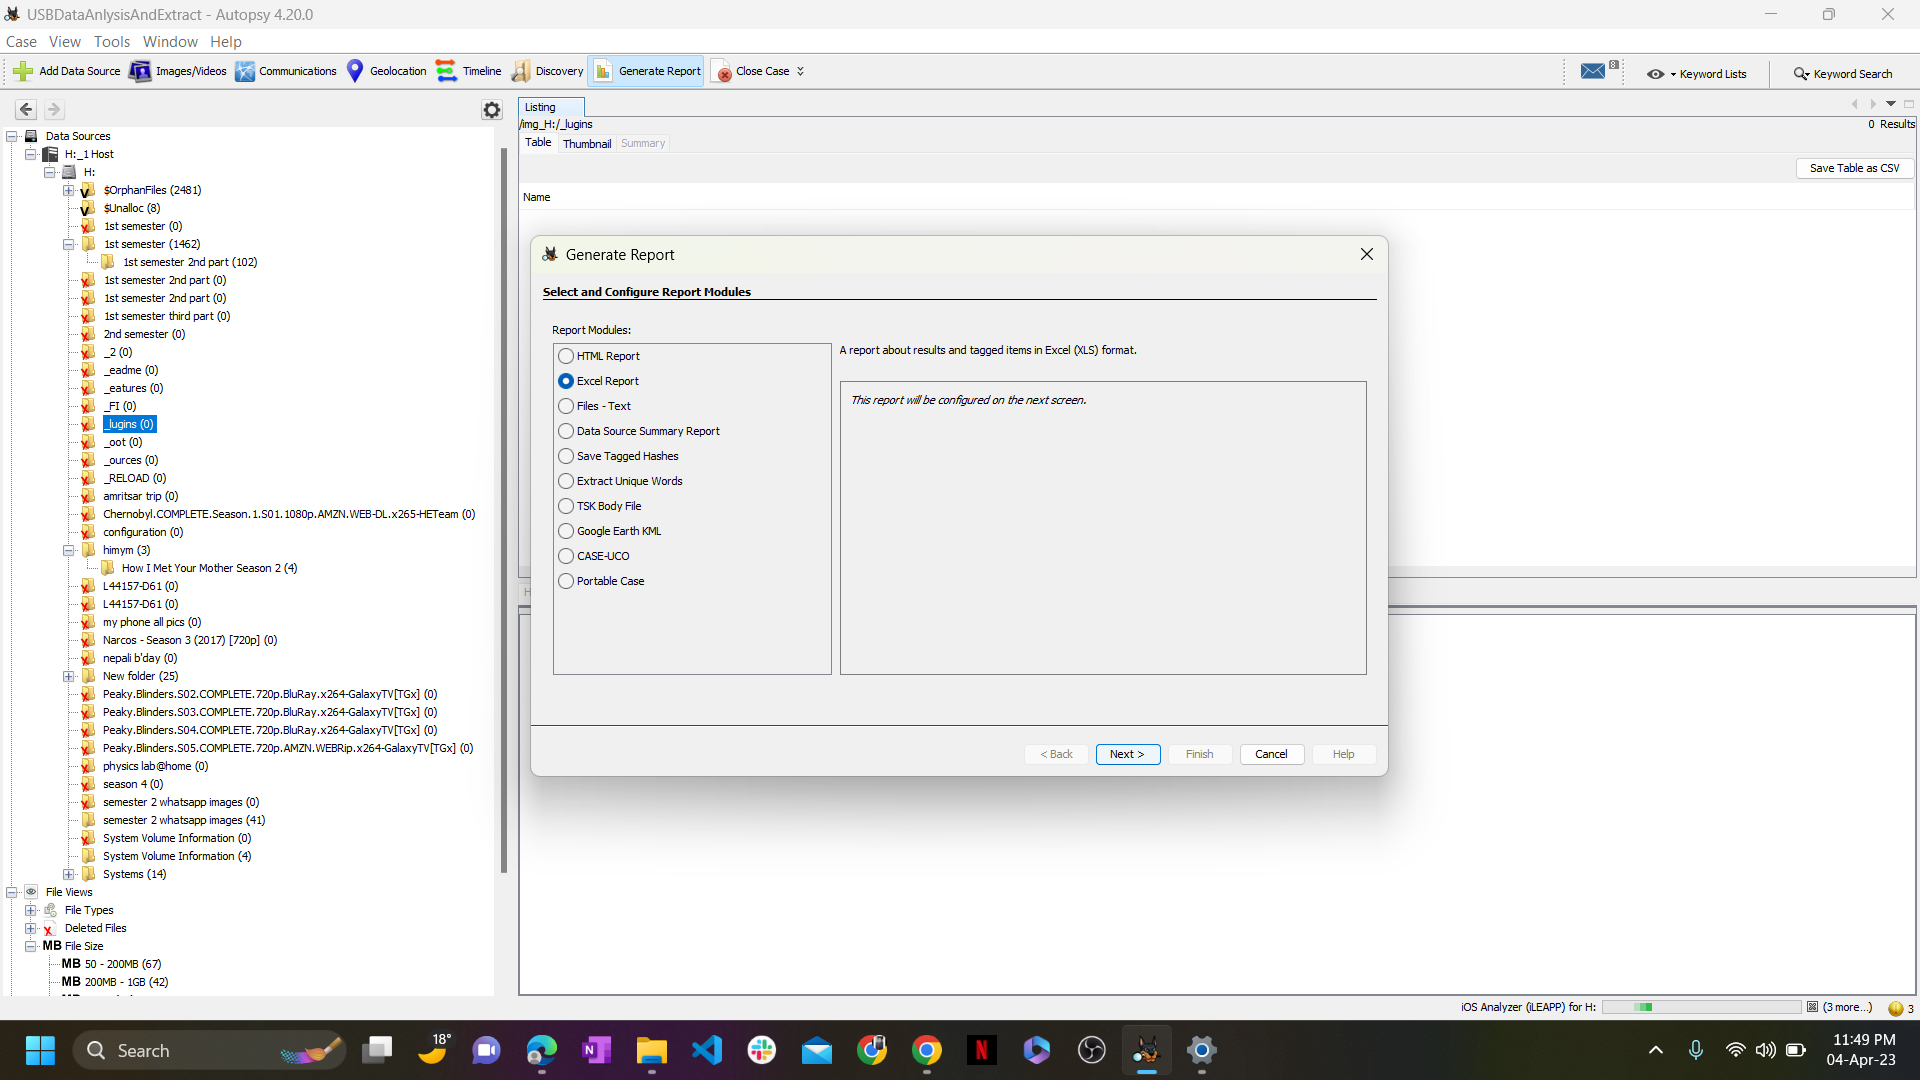 USBDataAnlysisAndExtract - Autopsy 4.20.0
Case View Tools Window Help
Add Data Source Images/Videos Communications Geolocation Timeline Discovery Generate Report Close Case 8 Keyword Lists Keyword Search
Data Sources
H:_1 Host
H:
$OrphanFiles (2481)
$Unalloc (8)
1st semester (0)
1st semester (1462)
1st semester 2nd part (102)
1st semester 2nd part (0)
1st semester 2nd part (0)
1st semester third part (0)
2nd semester (0)
_2 (0)
_eadme (0)
_eatures (0)
_FI (0)
_lugins (0)
_oot (0)
_ources (0)
_RELOAD (0)
amritsar trip (0)
Chernobyl.COMPLETE.Season.1.S01.1080p.AMZN.WEB-DL.x265-HETeam (0)
configuration (0)
himym (3)
How I Met Your Mother Season 2 (4)
L44157-D61 (0)
L44157-D61 (0)
my phone all pics (0)
Narcos - Season 3 (2017) [720p] (0)
nepali b'day (0)
New folder (25)
Peaky.Blinders.S02.COMPLETE.720p.BluRay.x264-GalaxyTV[TGx] (0)
Peaky.Blinders.S03.COMPLETE.720p.BluRay.x264-GalaxyTV[TGx] (0)
Peaky.Blinders.S04.COMPLETE.720p.BluRay.x264-GalaxyTV[TGx] (0)
Peaky.Blinders.S05.COMPLETE.720p.AMZN.WEBRip.x264-GalaxyTV[TGx] (0)
physics lab@home (0)
season 4 (0)
semester 2 whatsapp images (0)
semester 2 whatsapp images (41)
System Volume Information (0)
System Volume Information (4)
Systems (14)
File Views
File Types
Deleted Files
MB File Size
MB 50 - 200MB (67)
MB 200MB - 1GB (42)
Listing
/img_H:/_lugins
0 Results
Table Thumbnail Summary
Save Table as CSV
Name
Generate Report
Select and Configure Report Modules
Report Modules:
HTML Report
Excel Report
Files - Text
Data Source Summary Report
Save Tagged Hashes
Extract Unique Words
TSK Body File
Google Earth KML
CASE-UCO
Portable Case
A report about results and tagged items in Excel (XLS) format.
This report will be configured on the next screen.
< Back Next > Finish Cancel Help
iOS Analyzer (iLEAPP) for H: (3 more...) 3
Search 18° N N
11:49 PM
04-Apr-23